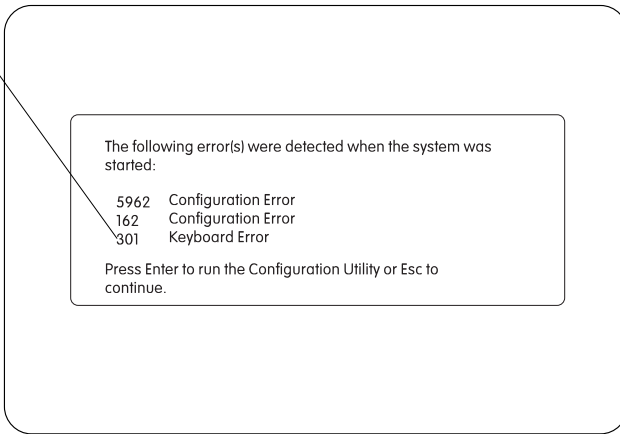 The following error(s) were detected when the system was
started:
5962 Configuration Error
162 Configuration Error
301 Keyboard Error
Press Enter to run the Configuration Utility or Esc to
continue.